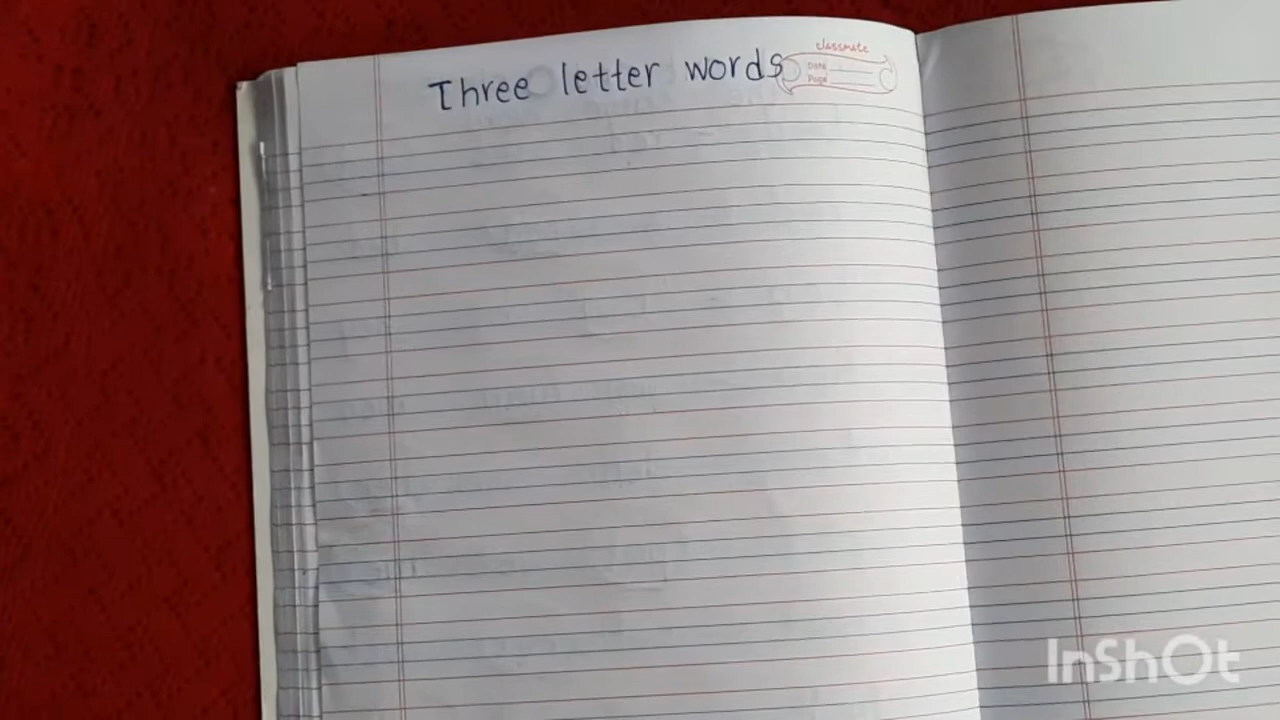 Three letter words
classmate
Date
Page
InShOt